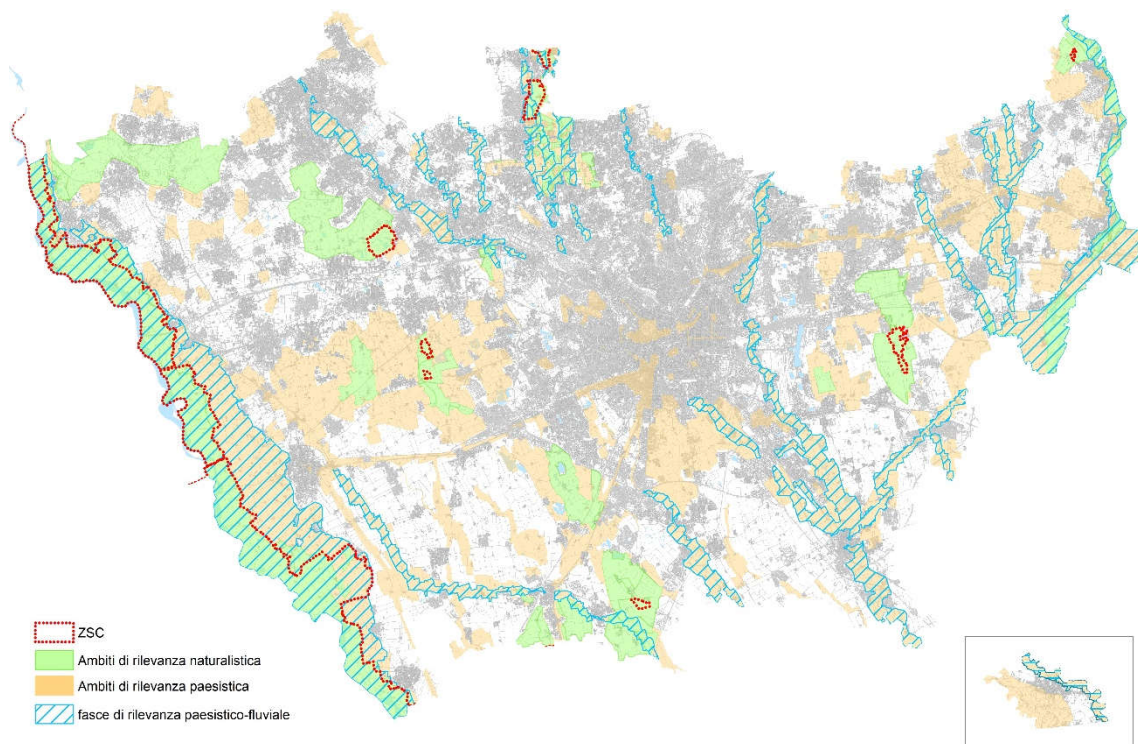 ZSC
Ambiti di rilevanza naturalistica
Ambiti di rilevanza paesistica
fasce di rilevanza paesistico-fluviale